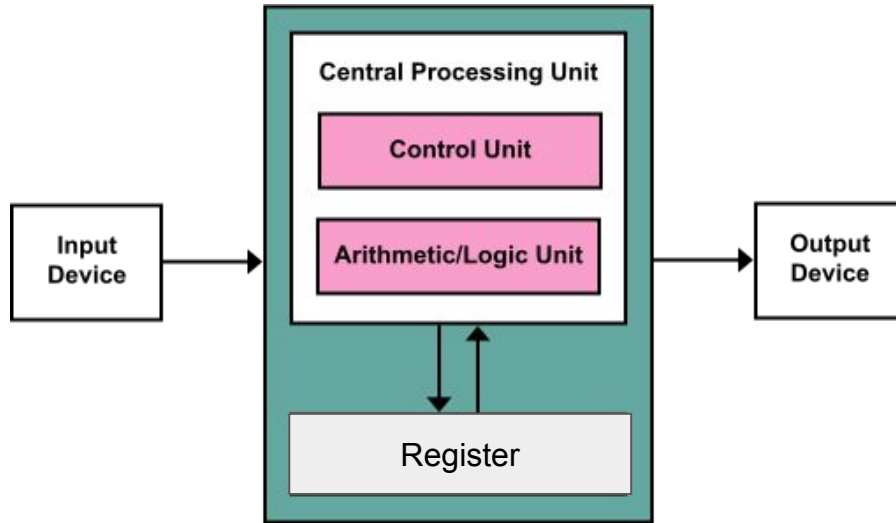 Central Processing Unit
Control Unit
Arithmetic/Logic Unit
Input
Device
Output
Device
Register